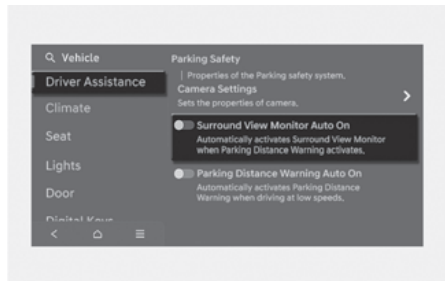 Vehicle
Driver Assistance
Climate
Seat
Lights
Door
Digital Keys
Parking Safety
Properties of the Parking safety system.
Camera Settings
Sets the properties of camera.
Surround View Monitor Auto On
Automatically activates Surround View Monitor
when Parking Distance Warning activates.
Parking Distance Warning Auto On
Automatically activates Parking Distance
Warning when driving at low speeds.